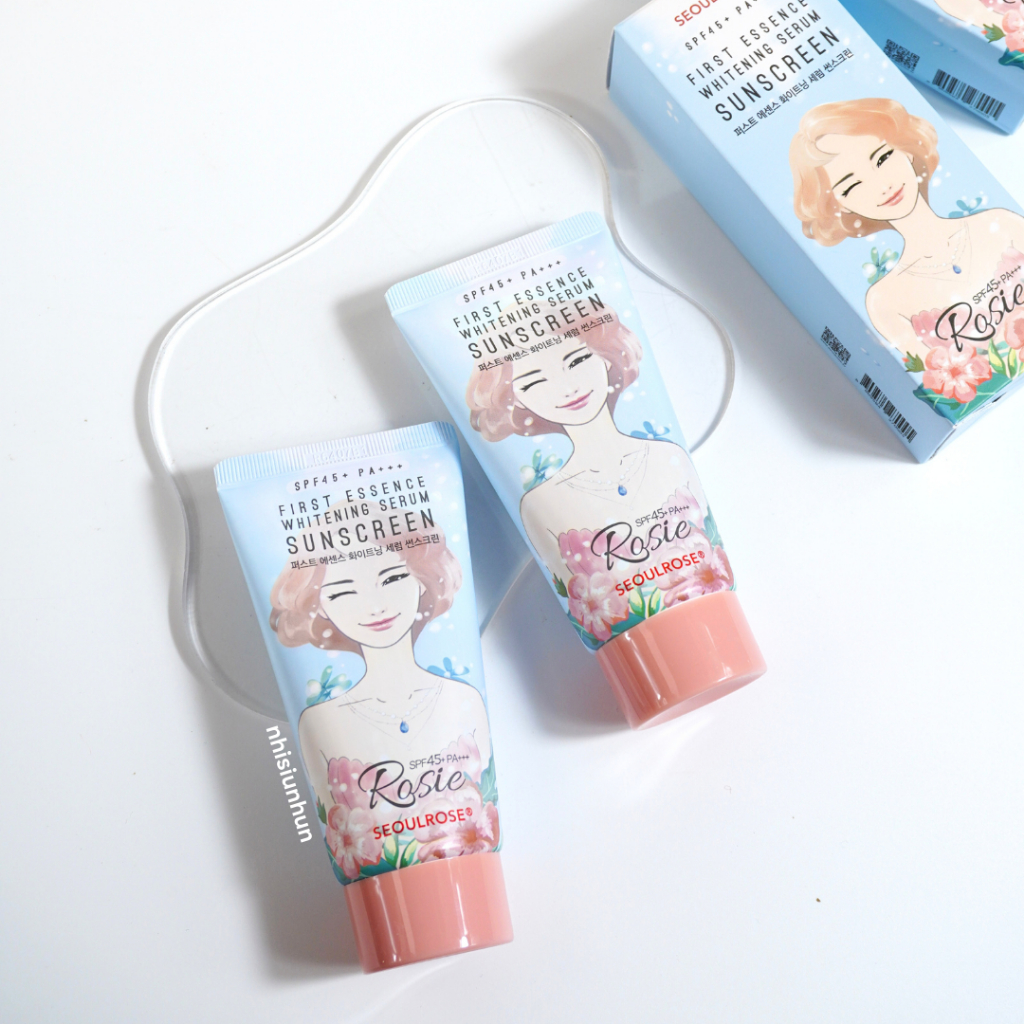 SPF45+ PA+++
FIRST ESSENCE
WHITENING SERUM
SUNSCREEN
퍼스트 에센스 화이트닝 세럼 썬스크린
SPF45+ PA+++
Rosie
SEOULROSE®
SPF45+ PA+++
FIRST ESSENCE
WHITENING SERUM
SUNSCREEN
퍼스트 에센스 화이트닝 세럼 썬스크린
SPF45+ PA+++
Rosie
SEOULROSE®
SPF45+
FIRST ESSENCE
WHITENING SERUM
SUNSCREEN
퍼스트 에센스 화이트닝 세럼 썬스크린
SPF45+ PA+++
Rosie
nhisiunhun